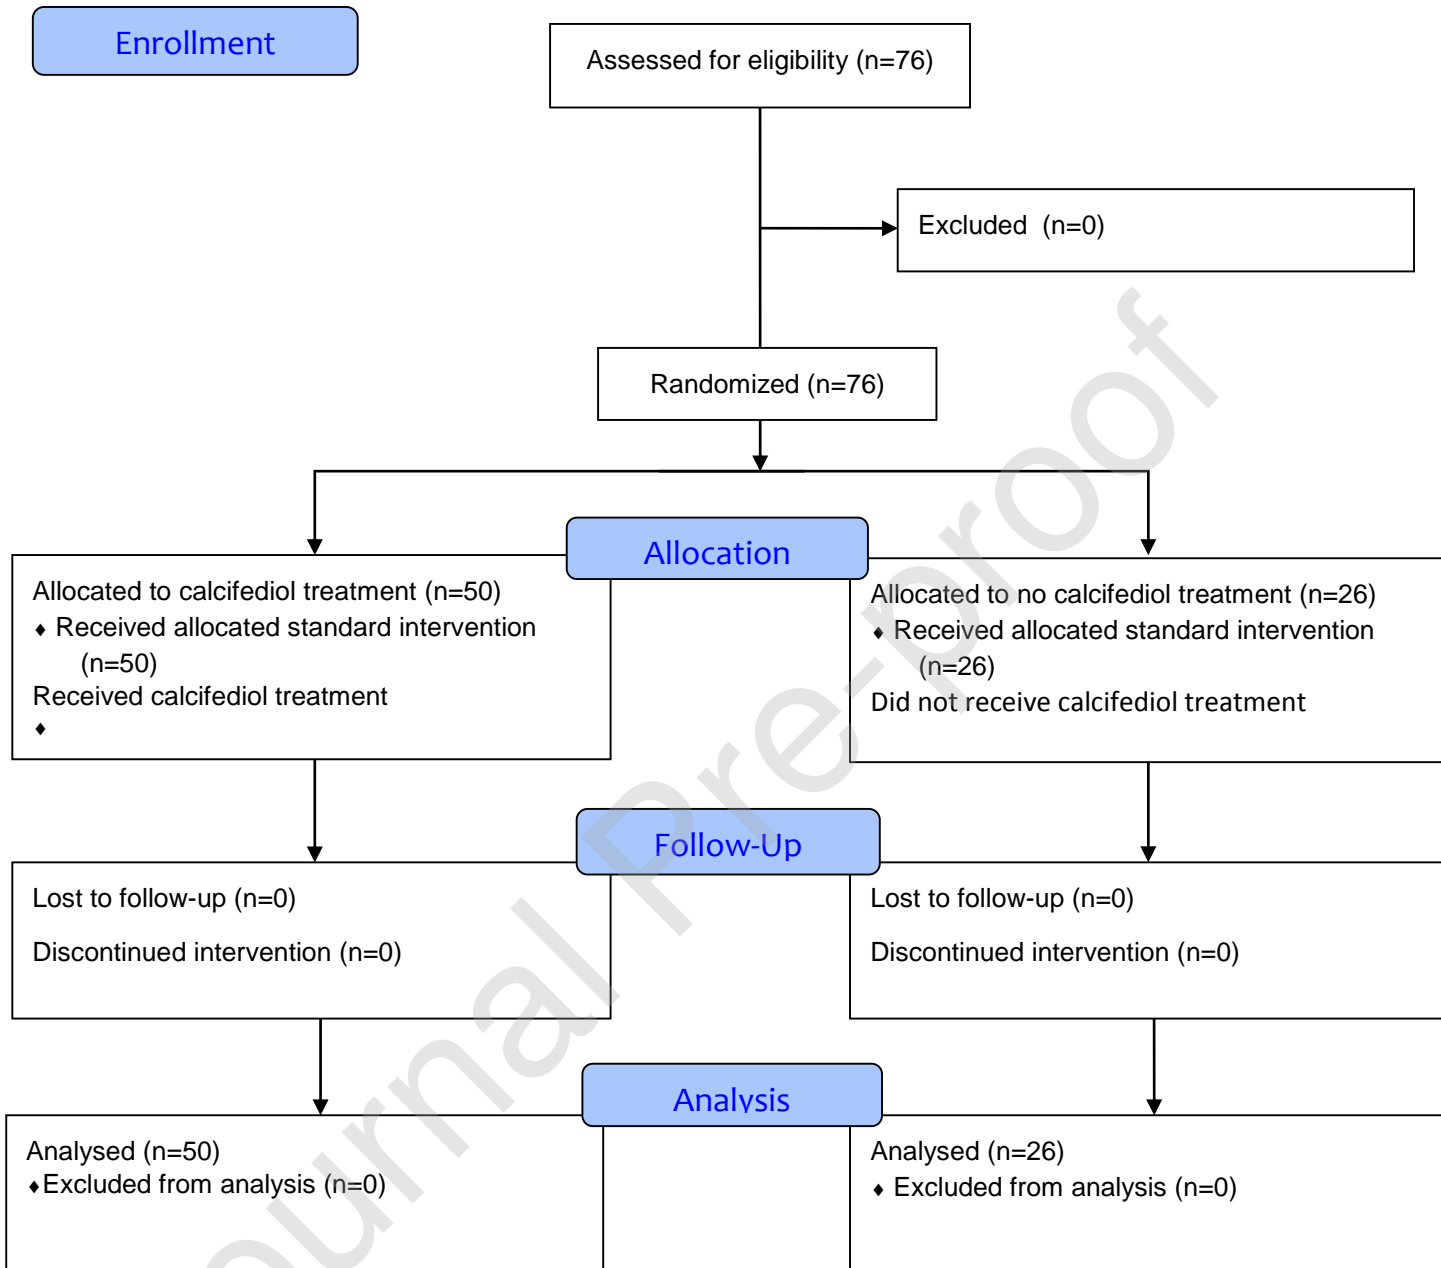 Enrollment
Assessed for eligibility (n=76)
Excluded  (n=0)
Randomized (n=76)
Allocation
Allocated to calcifediol treatment (n=50)
♦ Received allocated standard intervention
(n=50)
Received calcifediol treatment
♦
Allocated to no calcifediol treatment (n=26)
♦ Received allocated standard intervention
(n=26)
Did not receive calcifediol treatment
Follow-Up
Lost to follow-up (n=0)
Discontinued intervention (n=0)
Lost to follow-up (n=0)
Discontinued intervention (n=0)
Analysis
Analysed (n=50)
♦Excluded from analysis (n=0)
Analysed (n=26)
♦ Excluded from analysis (n=0)
urnal Pre-proof